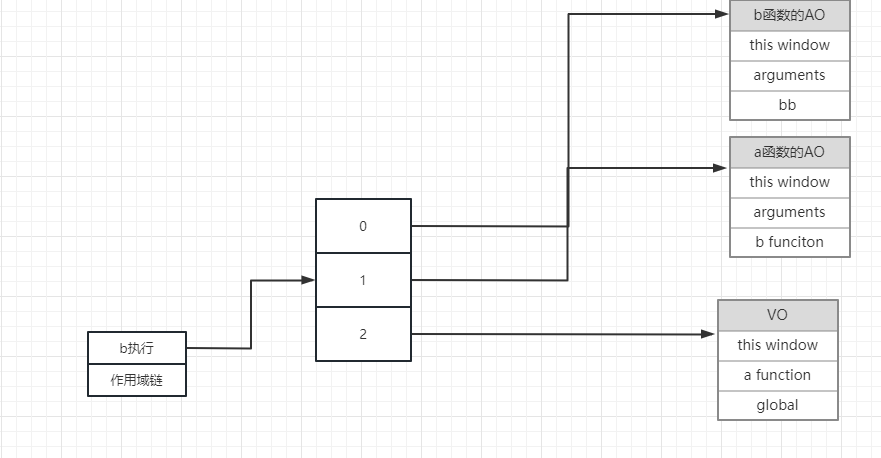 b函数的AO
this window
arguments
bb
a函数的AO
this window
arguments
b funciton
0
1
2
b执行
作用域链
VO
this window
a function
global